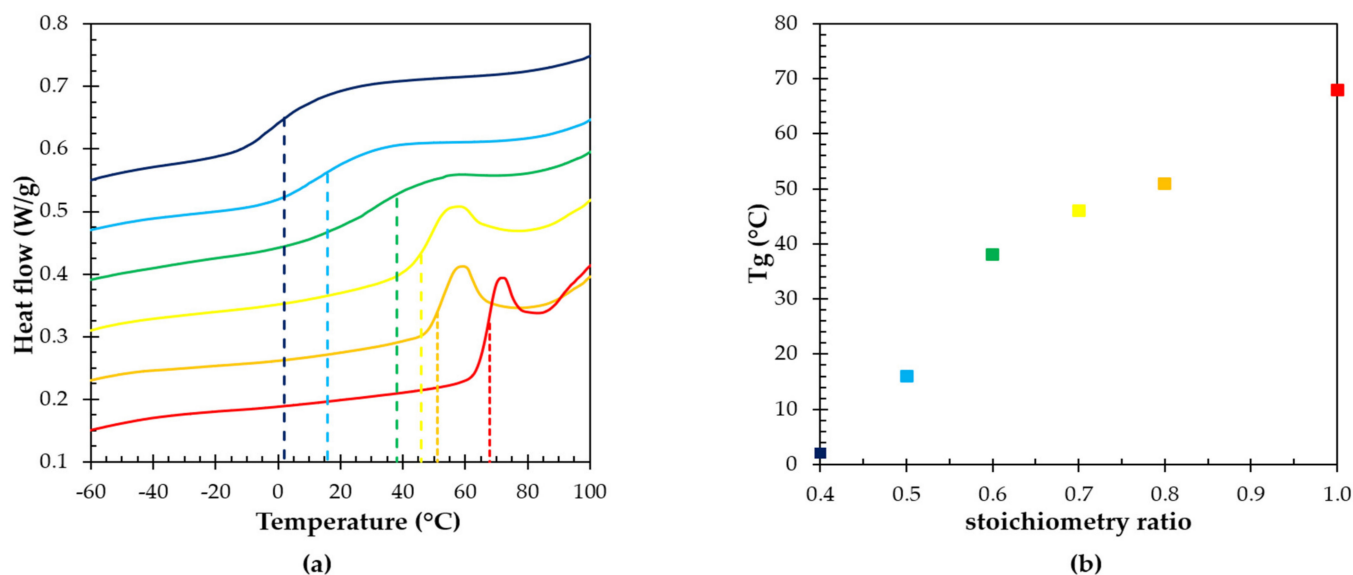 0.8
0.7
0.6
0.5
0.4
0.3
0.2
0.1
Heat flow (W/g)
-60 -40 -20 0 20 40 60 80 100
Temperature (°C)
(a)
80
70
60
50
40
30
20
10
0
Tg (°C)
0.4 0.5 0.6 0.7 0.8 0.9 1.0
stoichiometry ratio
(b)